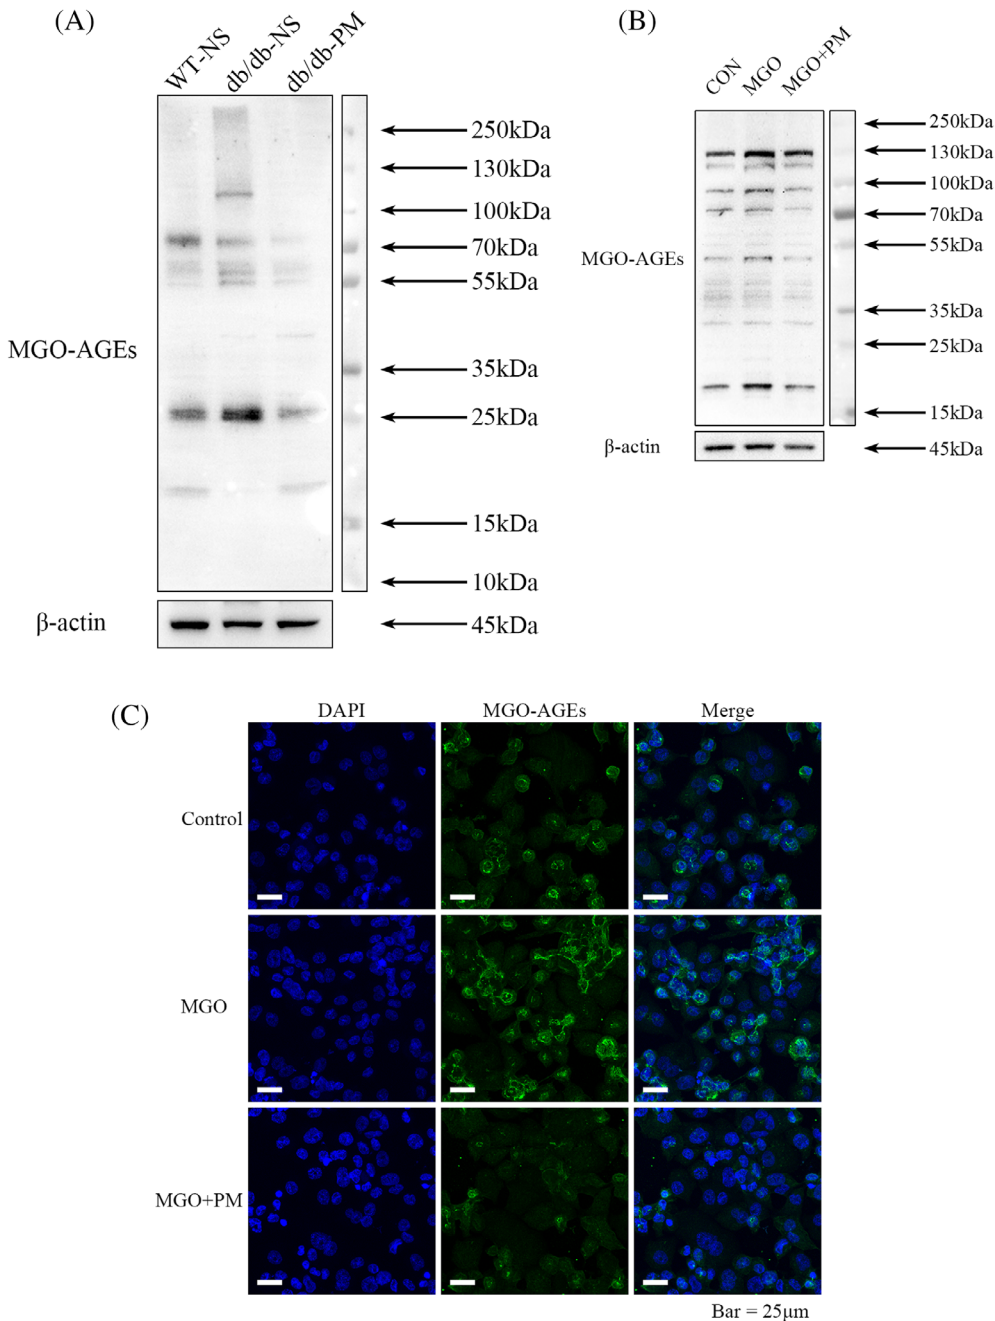 (A)
WT-NS
db/db-NS
db/db-PM
250kDa
130kDa
100kDa
70kDa
55kDa
MGO-AGEs
35kDa
25kDa
15kDa
10kDa
β-actin
45kDa
(B)
CON
MGO
MGO+PM
250kDa
130kDa
100kDa
70kDa
55kDa
MGO-AGEs
35kDa
25kDa
15kDa
β-actin
45kDa
(C)
DAPI
MGO-AGEs
Merge
Control
MGO
MGO+PM
Bar = 25μm